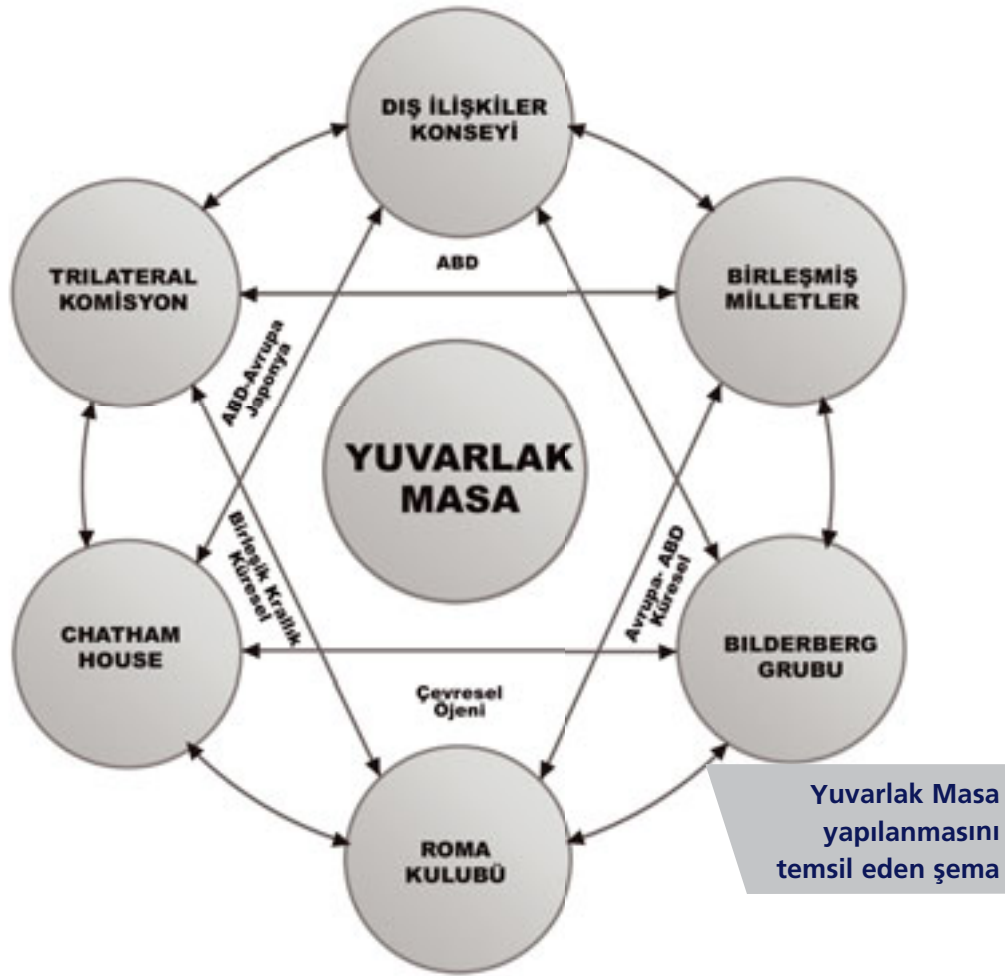 DIŞ İLİŞKİLER
KONSEYİ
TRILATERAL
KOMİSYON
ABD
BİRLEŞMİŞ
MİLLETLER
ABD-Avrupa
Japonya
YUVARLAK
MASA
Birleşik Krallık
Küresel
Avrupa- ABD
Küresel
CHATHAM
HOUSE
BILDERBERG
GRUBU
Çevresel
Öjeni
ROMA
KULUBÜ
Yuvarlak Masa
yapılanmasını
temsil eden şema